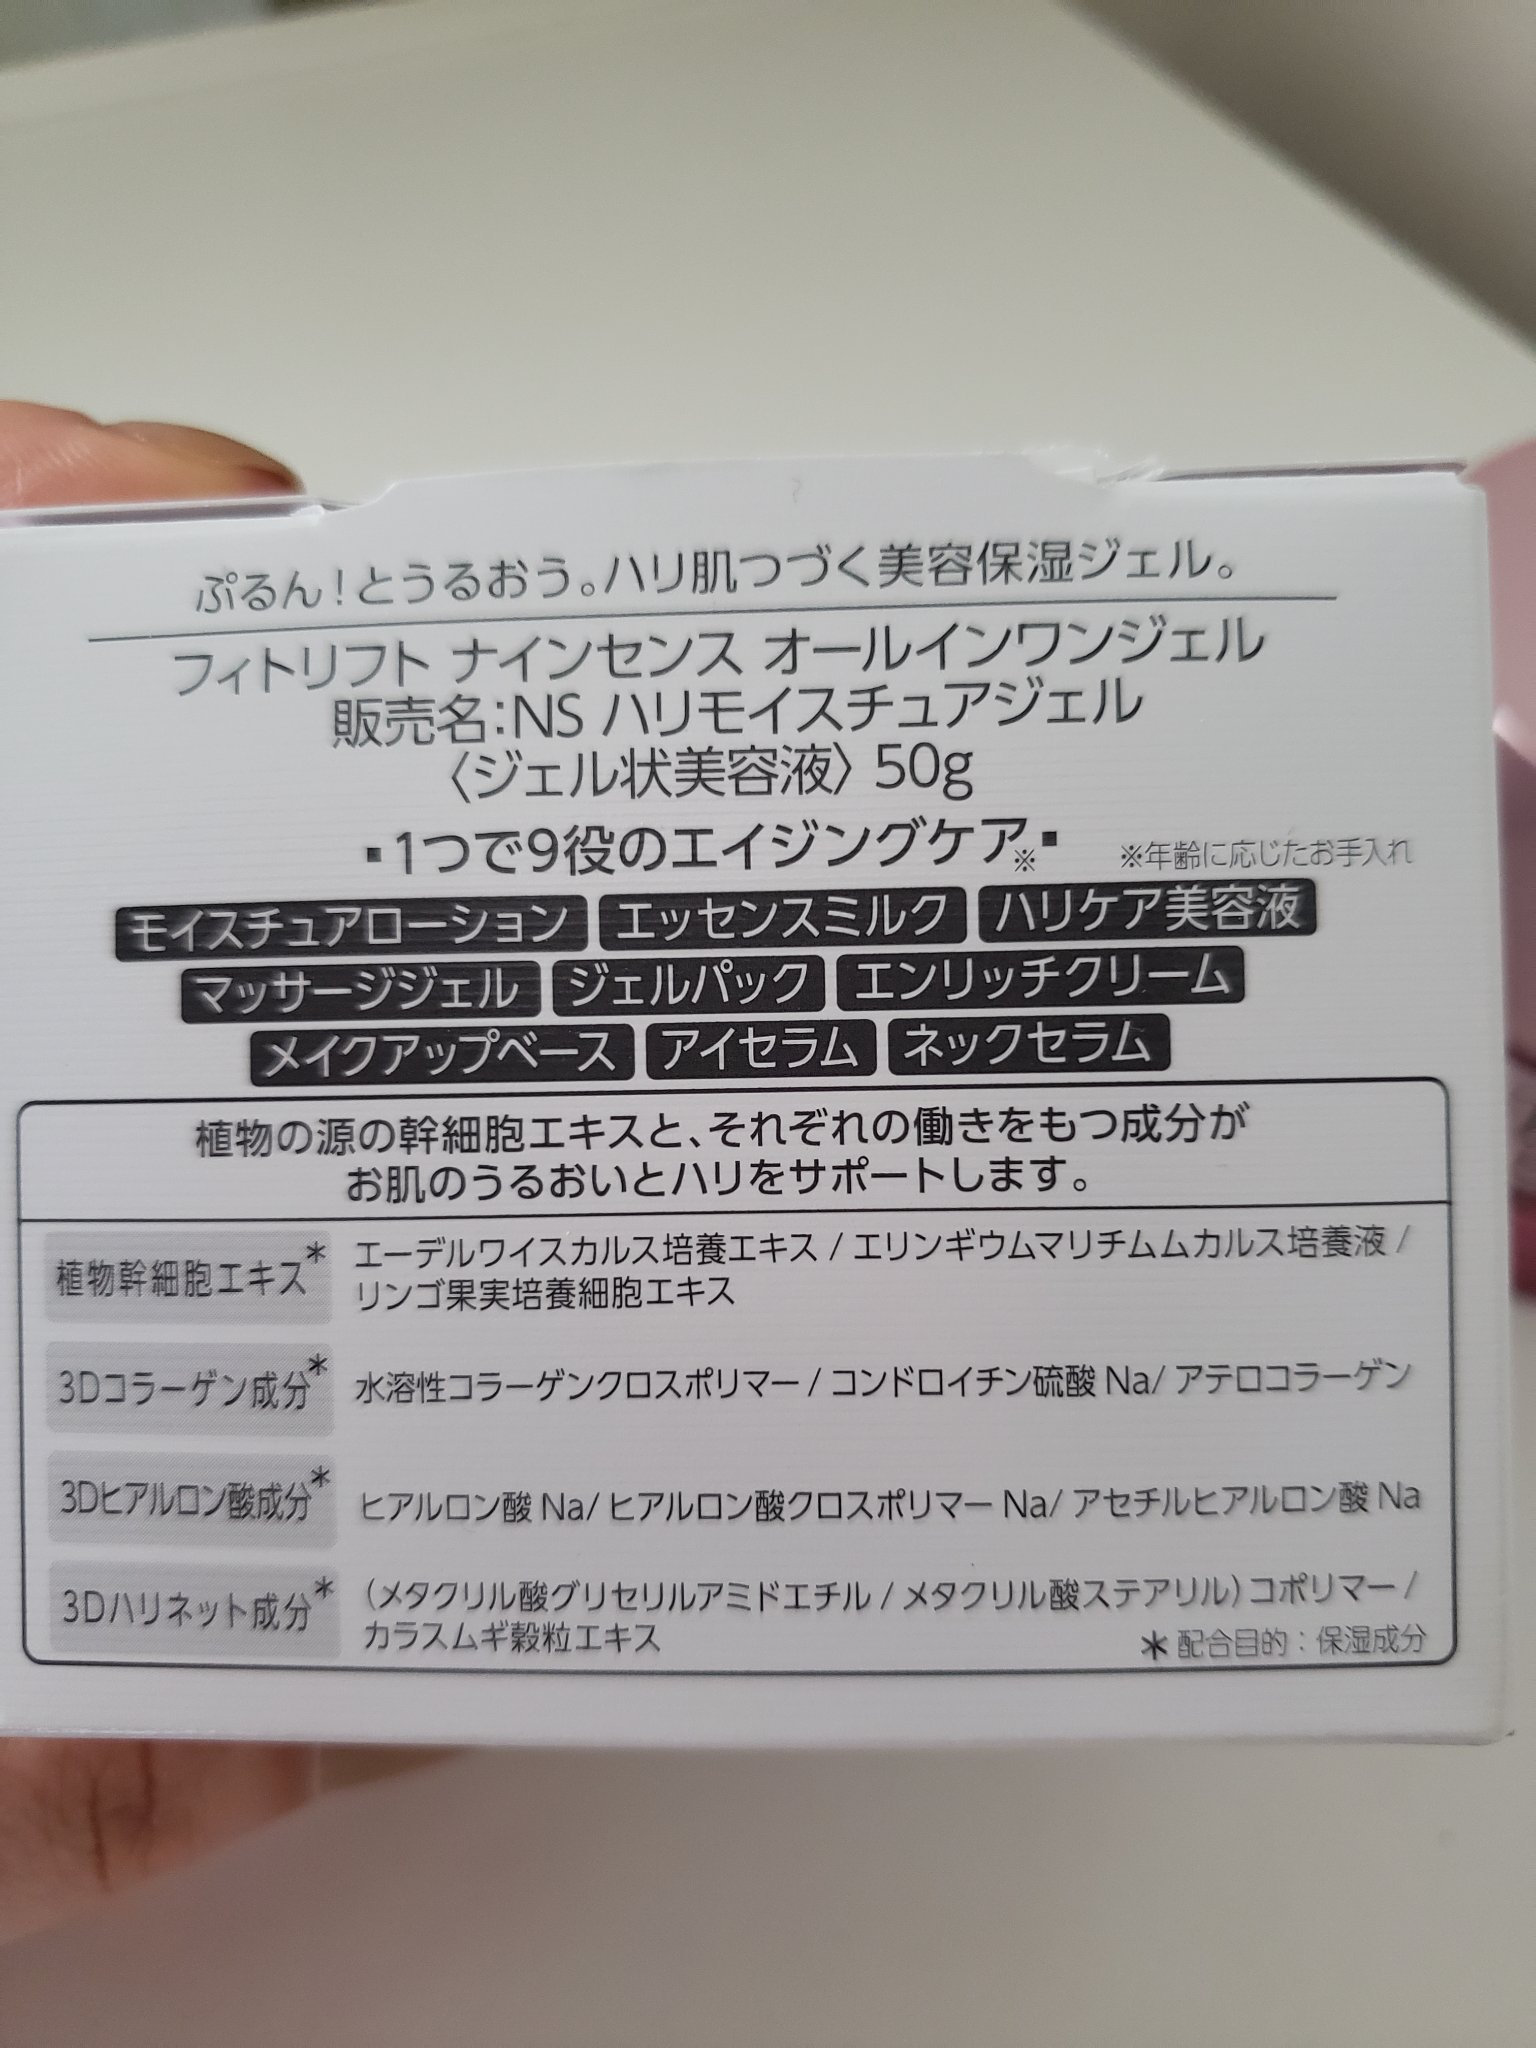 ぷるん!とうるおう。ハリ肌つづく美容保湿ジェル。
フィトリフト ナインセンス オールインワンジェル
販売名:NS ハリモイスチュアジェル
〈ジェル状美容液〉 50g
▪1つで9役のエイジングケア※▪ ※年齢に応じたお手入れ
モイスチュアローション エッセンスミルク ハリケア美容液
マッサージジェル ジェルパック エンリッチクリーム
メイクアップベース アイセラム ネックセラム
植物の源の幹細胞エキスと、それぞれの働きをもつ成分が
お肌のうるおいとハリをサポートします。
植物幹細胞エキス* エーデルワイスカルス培養エキス / エリンギウムマリチムムカルス培養液 /
リンゴ果実培養細胞エキス
3Dコラーゲン成分* 水溶性コラーゲンクロスポリマー / コンドロイチン硫酸 Na/ アテロコラーゲン
3Dヒアルロン酸成分* ヒアルロン酸 Na/ ヒアルロン酸クロスポリマー Na/ アセチルヒアルロン酸 Na
3Dハリネット成分* (メタクリル酸グリセリルアミドエチル / メタクリル酸ステアリル) コポリマー /
カラスムギ穀粒エキス
* 配合目的:保湿成分